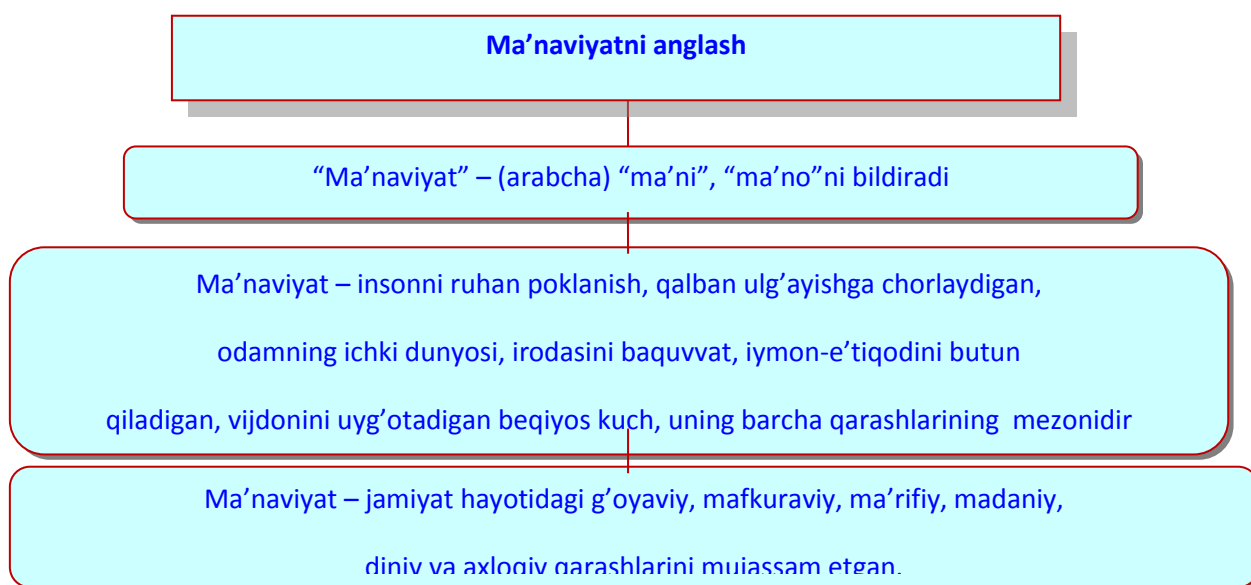 Ma’naviyatni anglash
“Ma’naviyat” – (arabcha) “ma’ni”, “ma’no”ni bildiradi
Ma’naviyat – insonni ruhan poklanish, qalban ulg’ayishga chorlaydigan,
odamning ichki dunyosi, irodasini baquvvat, iymon-e’tiqodini butun
qiladigan, vijdonini uyg’otadigan beqiyos kuch, uning barcha qarashlarining mezonidir
Ma’naviyat – jamiyat hayotidagi g’oyaviy, mafkuraviy, ma’rifiy, madaniy,
diniy va axloqiy qarashlarini mujassam etgan.